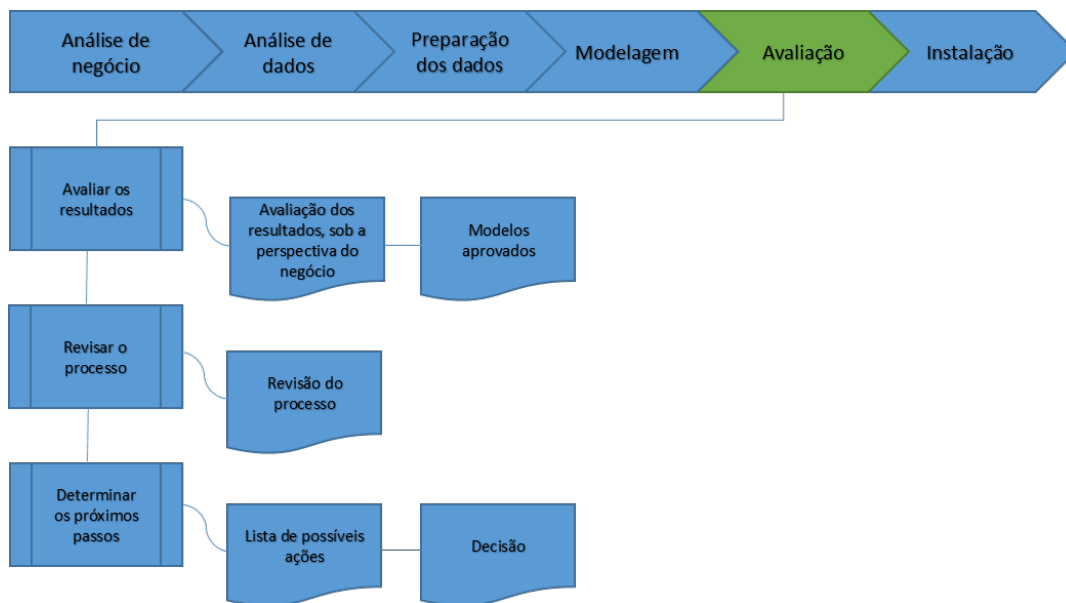 Análise de
negócio
Análise de
dados
Preparação
dos dados
Modelagem
Avaliação
Instalação
Avaliar os
resultados
Avaliação dos
resultados, sob a
perspectiva do
negócio
Modelos
aprovados
Revisar o
processo
Revisão do
processo
Determinar
os próximos
passos
Lista de possíveis
ações
Decisão